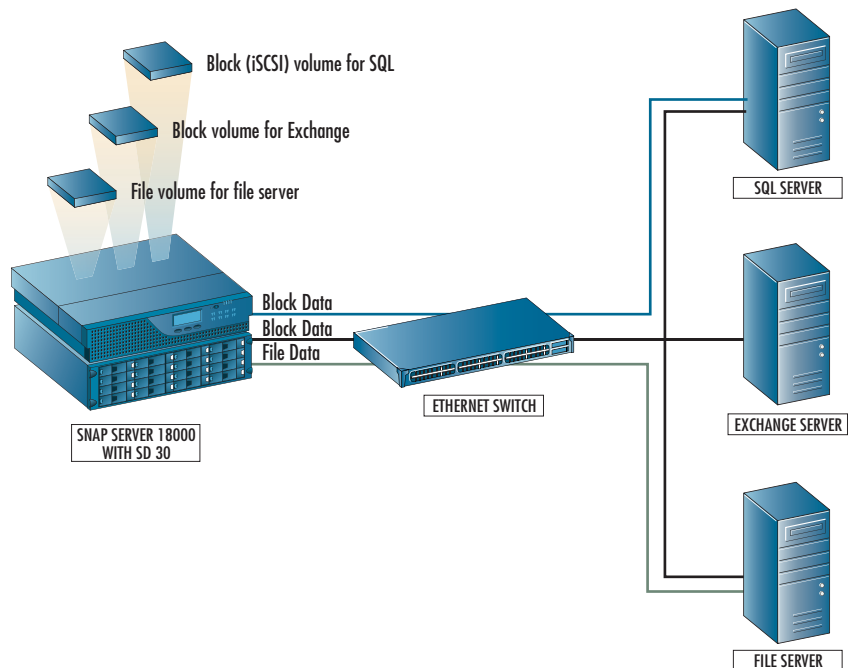 Block (iSCSI) volume for SQL
Block volume for Exchange
File volume for file server
SQL SERVER
Block Data
Block Data
File Data
ETHERNET SWITCH
EXCHANGE SERVER
SNAP SERVER 18000
WITH SD 30
FILE SERVER